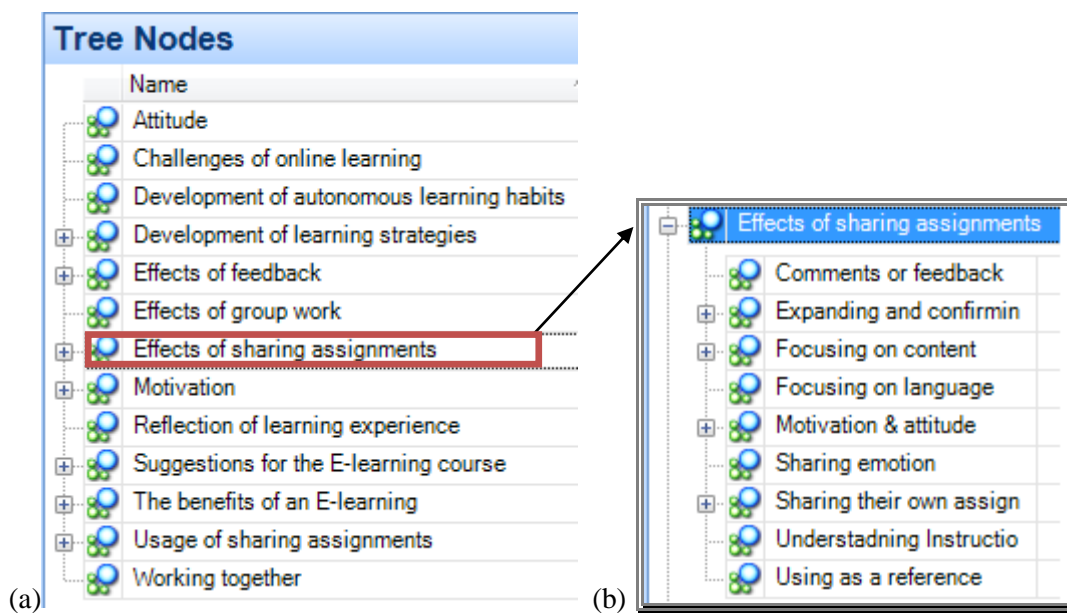 Tree Nodes
Name
Attitude
Challenges of online learning
Development of autonomous learning habits
Development of learning strategies
Effects of feedback
Effects of group work
Effects of sharing assignments
Motivation
Reflection of learning experience
Suggestions for the E-learning course
The benefits of an E-learning
Usage of sharing assignments
Working together
(a)
Effects of sharing assignments
Comments or feedback
Expanding and confirmin
Focusing on content
Focusing on language
Motivation & attitude
Sharing emotion
Sharing their own assign
Understadning Instructio
Using as a reference
(b)